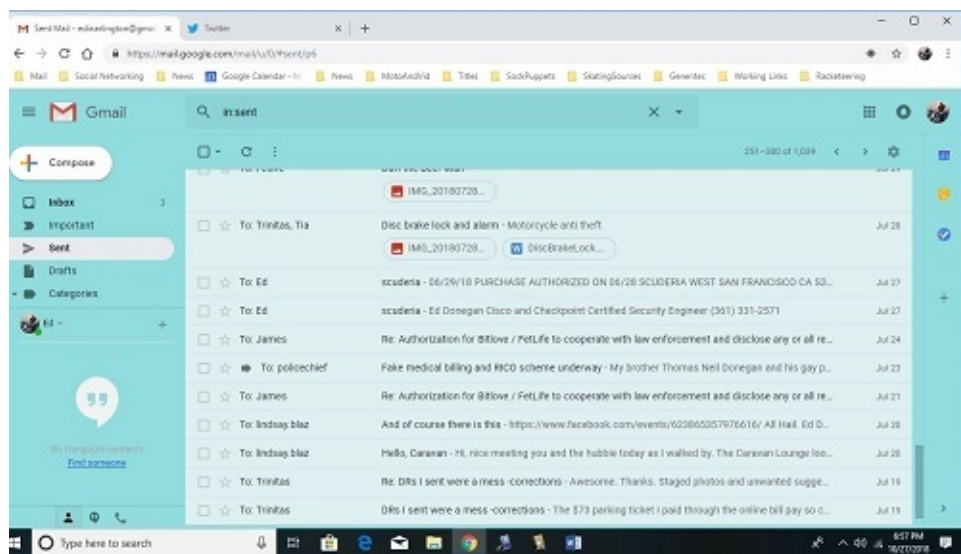 Sent Mail - edwadington@gmai
Twitter
https://mail.google.com/mail/u/0/#sent/p6
Mail Social Networking News Google Calendar - N News MotoAndVid Titles SockPuppets SkatingSources Genentec Working Links Racketeering
Gmail
in:sent
Compose
251–300 of 1,039
Inbox 3
Important
Sent
Drafts
Categories
Ed
No Hangouts contacts
Find someone
IMG_20180728...
To: Trinitas, Tia Disc brake lock and alarm - Motorcycle anti theft Jul 28
IMG_20180728... DiscBrakeLock...
To: Ed scuderia - 06/29/18 PURCHASE AUTHORIZED ON 06/28 SCUDERIA WEST SAN FRANCISCO CA S3... Jul 27
To: Ed scuderia - Ed Donegan Cisco and Checkpoint Certified Security Engineer (361) 331-2571 Jul 27
To: James Re: Authorization for Bitlove / FetLife to cooperate with law enforcement and disclose any or all re... Jul 24
To: policechief Fake medical billing and RICO scheme underway - My brother Thomas Neil Donegan and his gay p... Jul 23
To: James Re: Authorization for Bitlove / FetLife to cooperate with law enforcement and disclose any or all re... Jul 21
To: lindsay.blaz And of course there is this - https://www.facebook.com/events/623865357976616/ All Hail. Ed D... Jul 20
To: lindsay.blaz Hello, Caravan - Hi, nice meeting you and the hubbie today as I walked by. The Caravan Lounge loo... Jul 20
To: Trinitas Re: DRs I sent were a mess -corrections - Awesome. Thanks. Staged photos and unwanted sugge... Jul 19
To: Trinitas DRs I sent were a mess -corrections - The $73 parking ticket I paid through the online bill pay so c... Jul 19
Type here to search
6:57 PM
10/27/2018